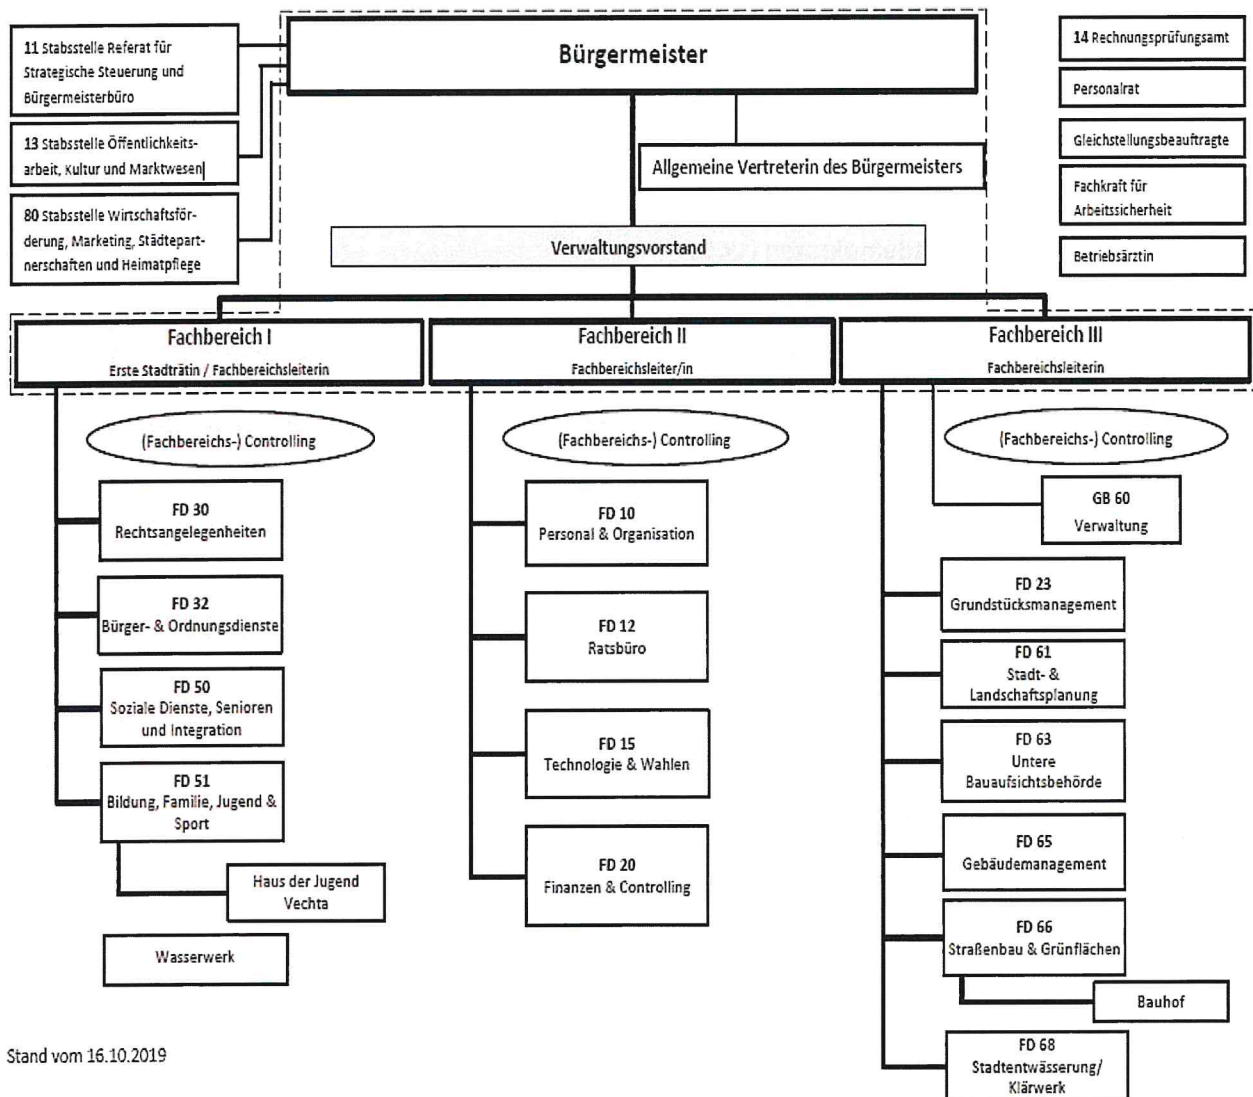 11 Stabsstelle Referat für
Strategische Steuerung und
Bürgermeisterbüro
13 Stabsstelle Öffentlichkeits-
arbeit, Kultur und Marktwesen
80 Stabsstelle Wirtschaftsför-
derung, Marketing, Städtepart-
nerschaften und Heimatpflege
Bürgermeister
Allgemeine Vertreterin des Bürgermeisters
Verwaltungsvorstand
14 Rechnungsprüfungsamt
Personalrat
Gleichstellungsbeauftragte
Fachkraft für
Arbeitssicherheit
Betriebsärztin
Fachbereich I
Erste Stadträtin / Fachbereichsleiterin
(Fachbereichs-) Controlling
FD 30
Rechtsangelegenheiten
FD 32
Bürger- & Ordnungsdienste
FD 50
Soziale Dienste, Senioren
und Integration
FD 51
Bildung, Familie, Jugend &
Sport
Haus der Jugend
Vechta
Wasserwerk
Fachbereich II
Fachbereichsleiter/in
(Fachbereichs-) Controlling
FD 10
Personal & Organisation
FD 12
Ratsbüro
FD 15
Technologie & Wahlen
FD 20
Finanzen & Controlling
Fachbereich III
Fachbereichsleiterin
(Fachbereichs-) Controlling
GB 60
Verwaltung
FD 23
Grundstücksmanagement
FD 61
Stadt- &
Landschaftsplanung
FD 63
Untere
Bauaufsichtsbehörde
FD 65
Gebäudemanagement
FD 66
Straßenbau & Grünflächen
Bauhof
FD 68
Stadtentwässerung/
Klärwerk
Stand vom 16.10.2019